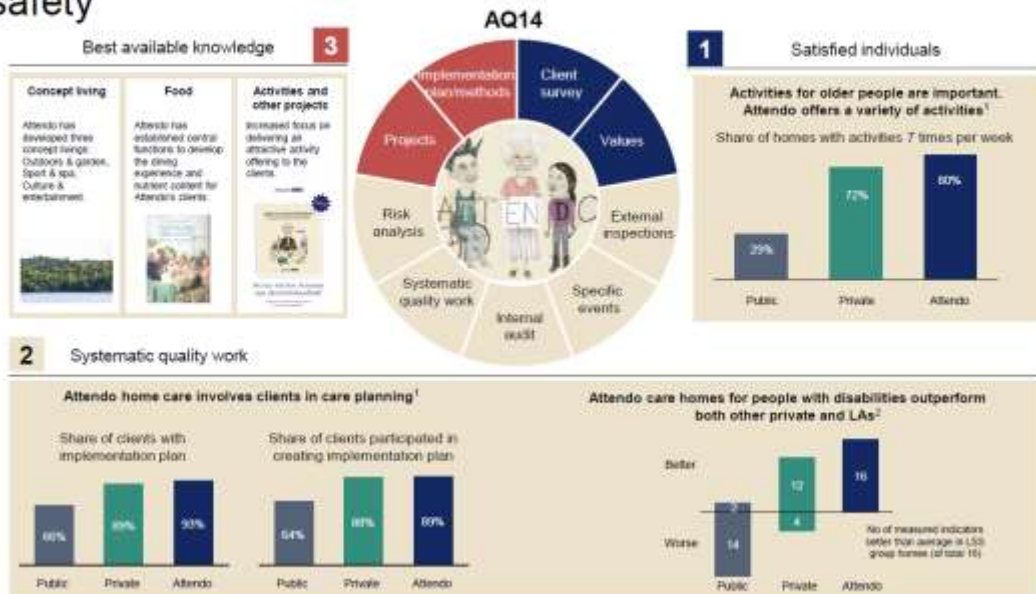 safety
AQ14
Best available knowledge
3
Concept living
Attendo has
developed three
concept livings:
Outdoors & garden,
Sport & spa,
Culture &
entertainment.
Food
Attendo has
established central
functions to develop
the dining
experience and
nutrient content for
Attendo's clients
Activities and
other projects
Increased focus on
delivering an
attractive activity
offering to the
clients
Implementation
plan/methods
Client
survey
Projects
Values
Risk
analysis
External
inspections
Systematic
quality work
Specific
events
Internal
audit
ATTENDO
1
Satisfied individuals
Activities for older people are important.
Attendo offers a variety of activities1
Share of homes with activities 7 times per week
72%
80%
Public
Private
Attendo
2
Systematic quality work
Attendo home care involves clients in care planning1
Share of clients with
implementation plan
89%
93%
Public
Private
Attendo
Share of clients participated in
creating implementation plan
64%
88%
89%
Public
Private
Attendo
Attendo care homes for people with disabilities outperform
both other private and LAs2
Better
Worse
2
14
12
4
16
No of measured indicators
better than average in LSS
group homes (of total 16)
Public
Private
Attendo